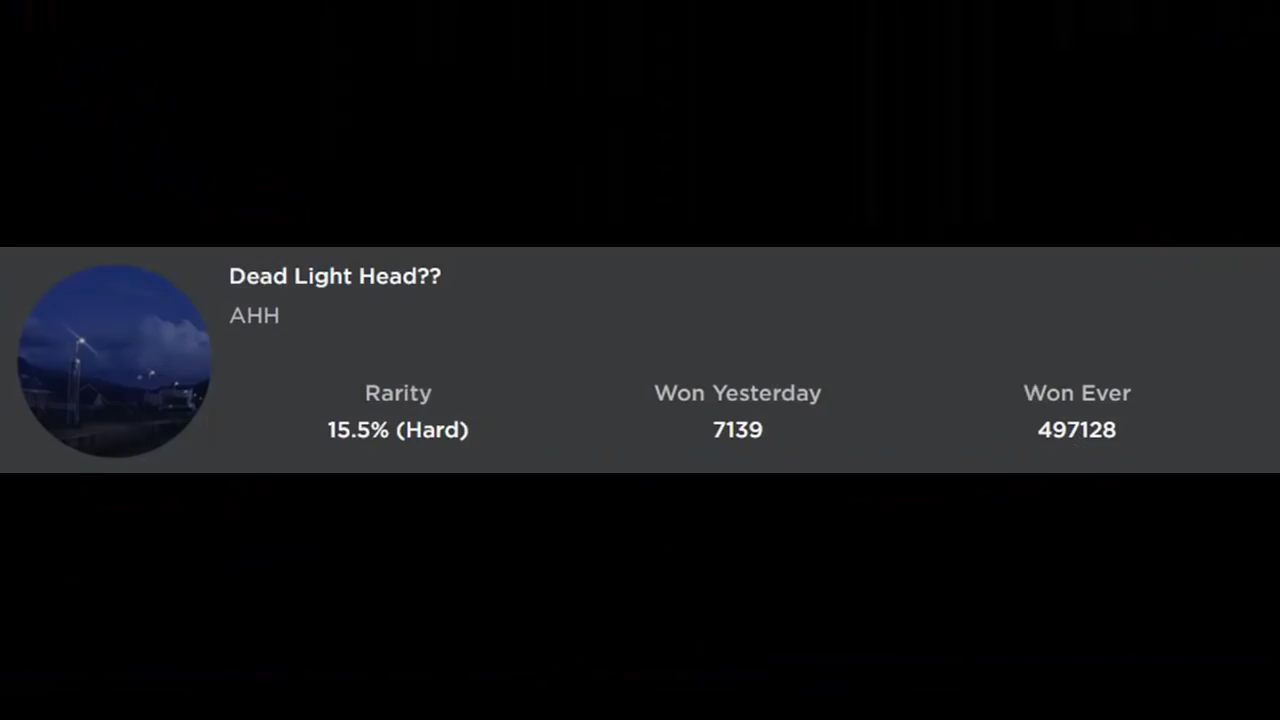 Dead Light Head??
AHH
Rarity Won Yesterday Won Ever
15.5% (Hard) 7139 497128